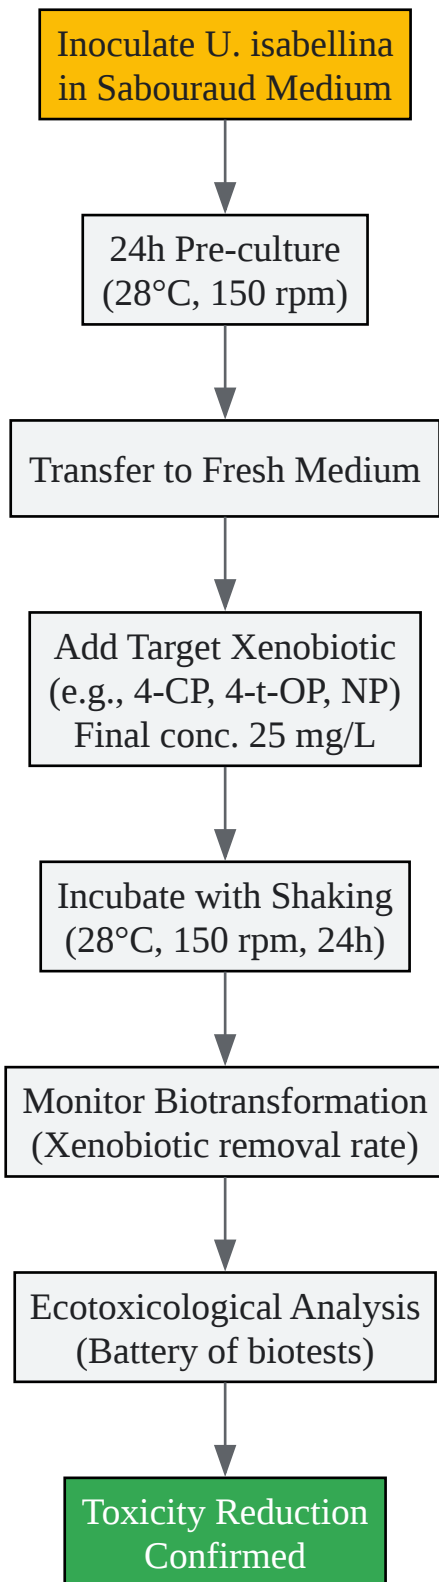 Inoculate U. isabellina
in Sabouraud Medium
24h Pre-culture
(28°C, 150 rpm)
Transfer to Fresh Medium
Add Target Xenobiotic
(e.g., 4-CP, 4-t-OP, NP)
Final conc. 25 mg/L
Incubate with Shaking
(28°C, 150 rpm, 24h)
Monitor Biotransformation
(Xenobiotic removal rate)
Ecotoxicological Analysis
(Battery of biotests)
Toxicity Reduction
Confirmed